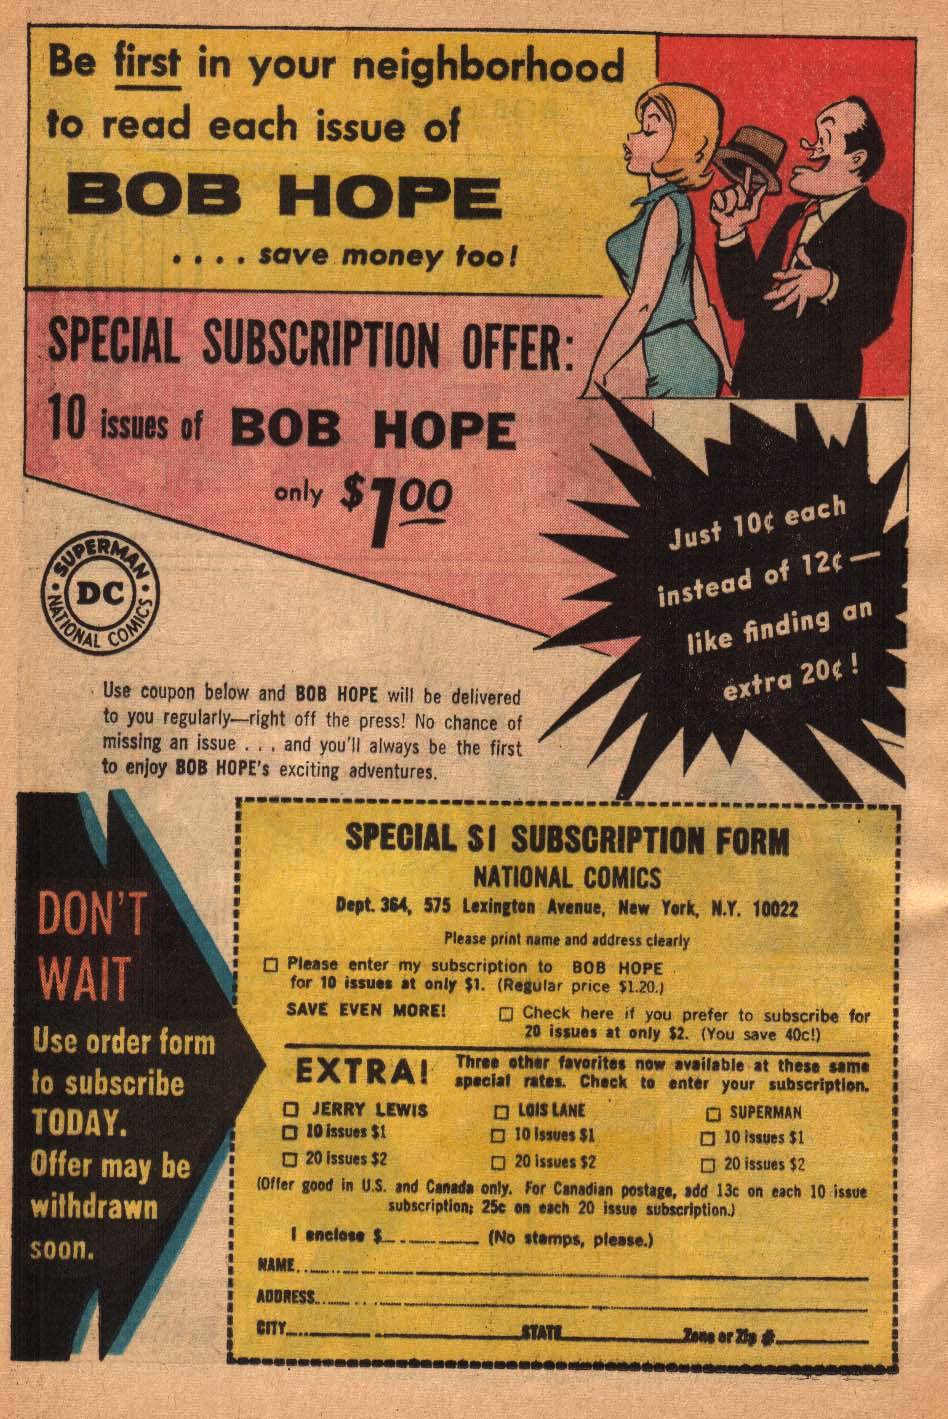 Be first in your neighborhood
to read each issue of
BOB HOPE
. . . . save money too!
SPECIAL SUBSCRIPTION OFFER:
10 issues of BOB HOPE
only $1.00
Just 10¢ each
instead of 12¢ —
like finding an
extra 20¢!
SUPERMAN
DC
NATIONAL COMICS
Use coupon below and BOB HOPE will be delivered
to you regularly—right off the press! No chance of
missing an issue . . . and you'll always be the first
to enjoy BOB HOPE's exciting adventures.
DON'T
WAIT
Use order form
to subscribe
TODAY.
Offer may be
withdrawn
soon.
SPECIAL $1 SUBSCRIPTION FORM
NATIONAL COMICS
Dept. 364, 575 Lexington Avenue, New York, N.Y. 10022
Please print name and address clearly
Please enter my subscription to BOB HOPE
for 10 issues at only $1. (Regular price $1.20.)
SAVE EVEN MORE! Check here if you prefer to subscribe for
20 issues at only $2. (You save 40c!)
EXTRA! Three other favorites now available at these same
special rates. Check to enter your subscription.
JERRY LEWIS LOIS LANE SUPERMAN
10 issues $1 10 issues $1 10 issues $1
20 issues $2 20 issues $2 20 issues $2
(Offer good in U.S. and Canada only. For Canadian postage, add 13c on each 10 issue
subscription; 25c on each 20 issue subscription.)
I enclose $ (No stamps, please.)
NAME
ADDRESS
CITY STATE Zone or Zip #